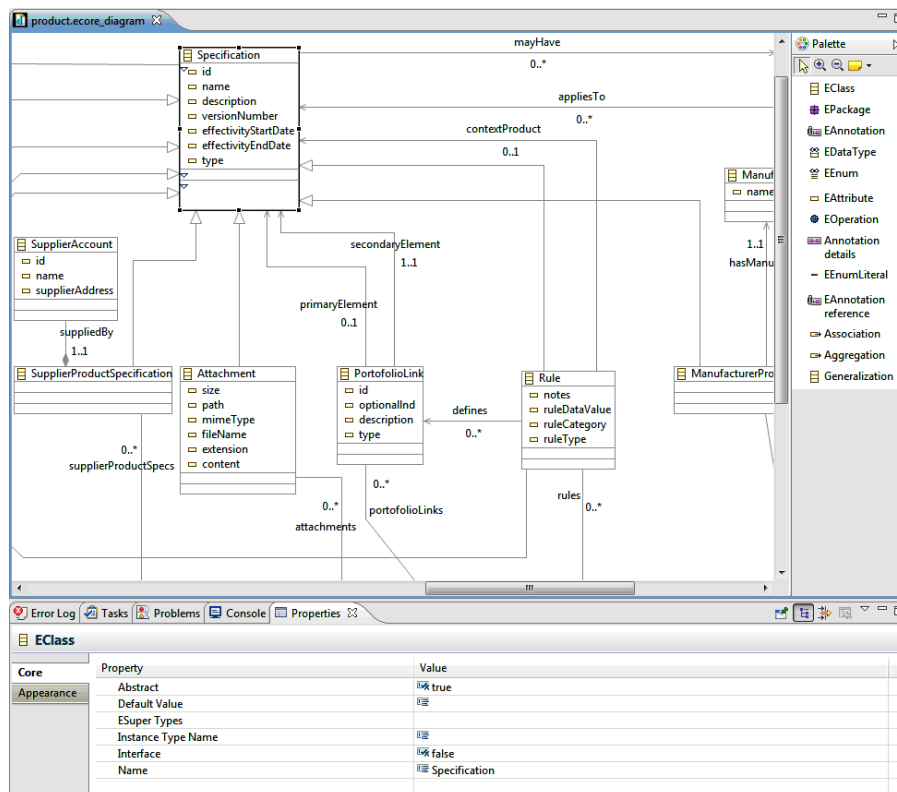 product.ecore_diagram
Specification
id
name
description
versionNumber
effectivityStartDate
effectivityEndDate
type
mayHave
0..*
appliesTo
0..*
contextProduct
0..1
Manuf
name
1..1
hasManu
SupplierAccount
id
name
supplierAddress
suppliedBy
1..1
secondaryElement
1..1
primaryElement
0..1
SupplierProductSpecification
0..*
supplierProductSpecs
Attachment
size
path
mimeType
fileName
extension
content
0..*
attachments
PortofolioLink
id
optionalInd
description
type
0..*
portofolioLinks
defines
0..*
Rule
notes
ruleDataValue
ruleCategory
ruleType
rules
0..*
ManufacturerPro
Palette
EClass
EPackage
EAnnotation
EDataType
EEnum
EAttribute
EOperation
Annotation
details
EEnumLiteral
EAnnotation
reference
Association
Aggregation
Generalization
Error Log
Tasks
Problems
Console
Properties
EClass
Core
Appearance
Property Value
Abstract true
Default Value
ESuper Types
Instance Type Name
Interface false
Name Specification